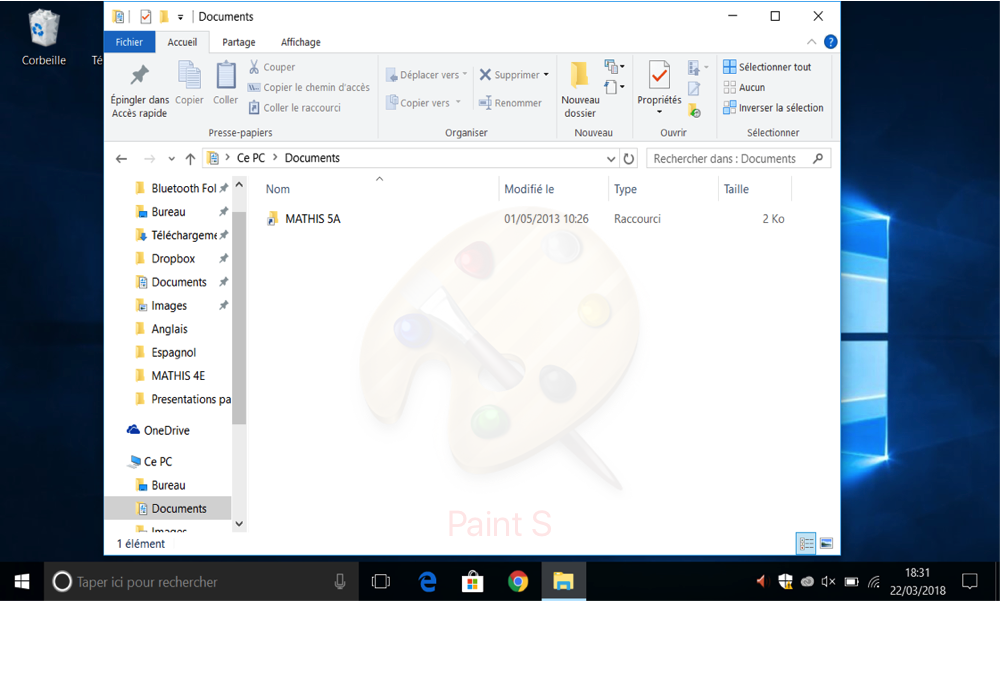 Corbeille
Té
Documents
Fichier
Accueil
Partage
Affichage
Épingler dans
Accès rapide
Copier
Coller
Couper
Copier le chemin d'accès
Coller le raccourci
Presse-papiers
Déplacer vers
Copier vers
Supprimer
Renommer
Organiser
Nouveau
dossier
Nouveau
Propriétés
Ouvrir
Sélectionner tout
Aucun
Inverser la sélection
Sélectionner
Ce PC > Documents
Rechercher dans : Documents
Nom
Modifié le
Type
Taille
MATHIS 5A
01/05/2013 10:26
Raccourci
2 Ko
Bluetooth Fol
Bureau
Téléchargeme
Dropbox
Documents
Images
Anglais
Espagnol
MATHIS 4E
Presentations pa
OneDrive
Ce PC
Bureau
Documents
Images
Paint S
1 élément
Taper ici pour rechercher
18:31
22/03/2018